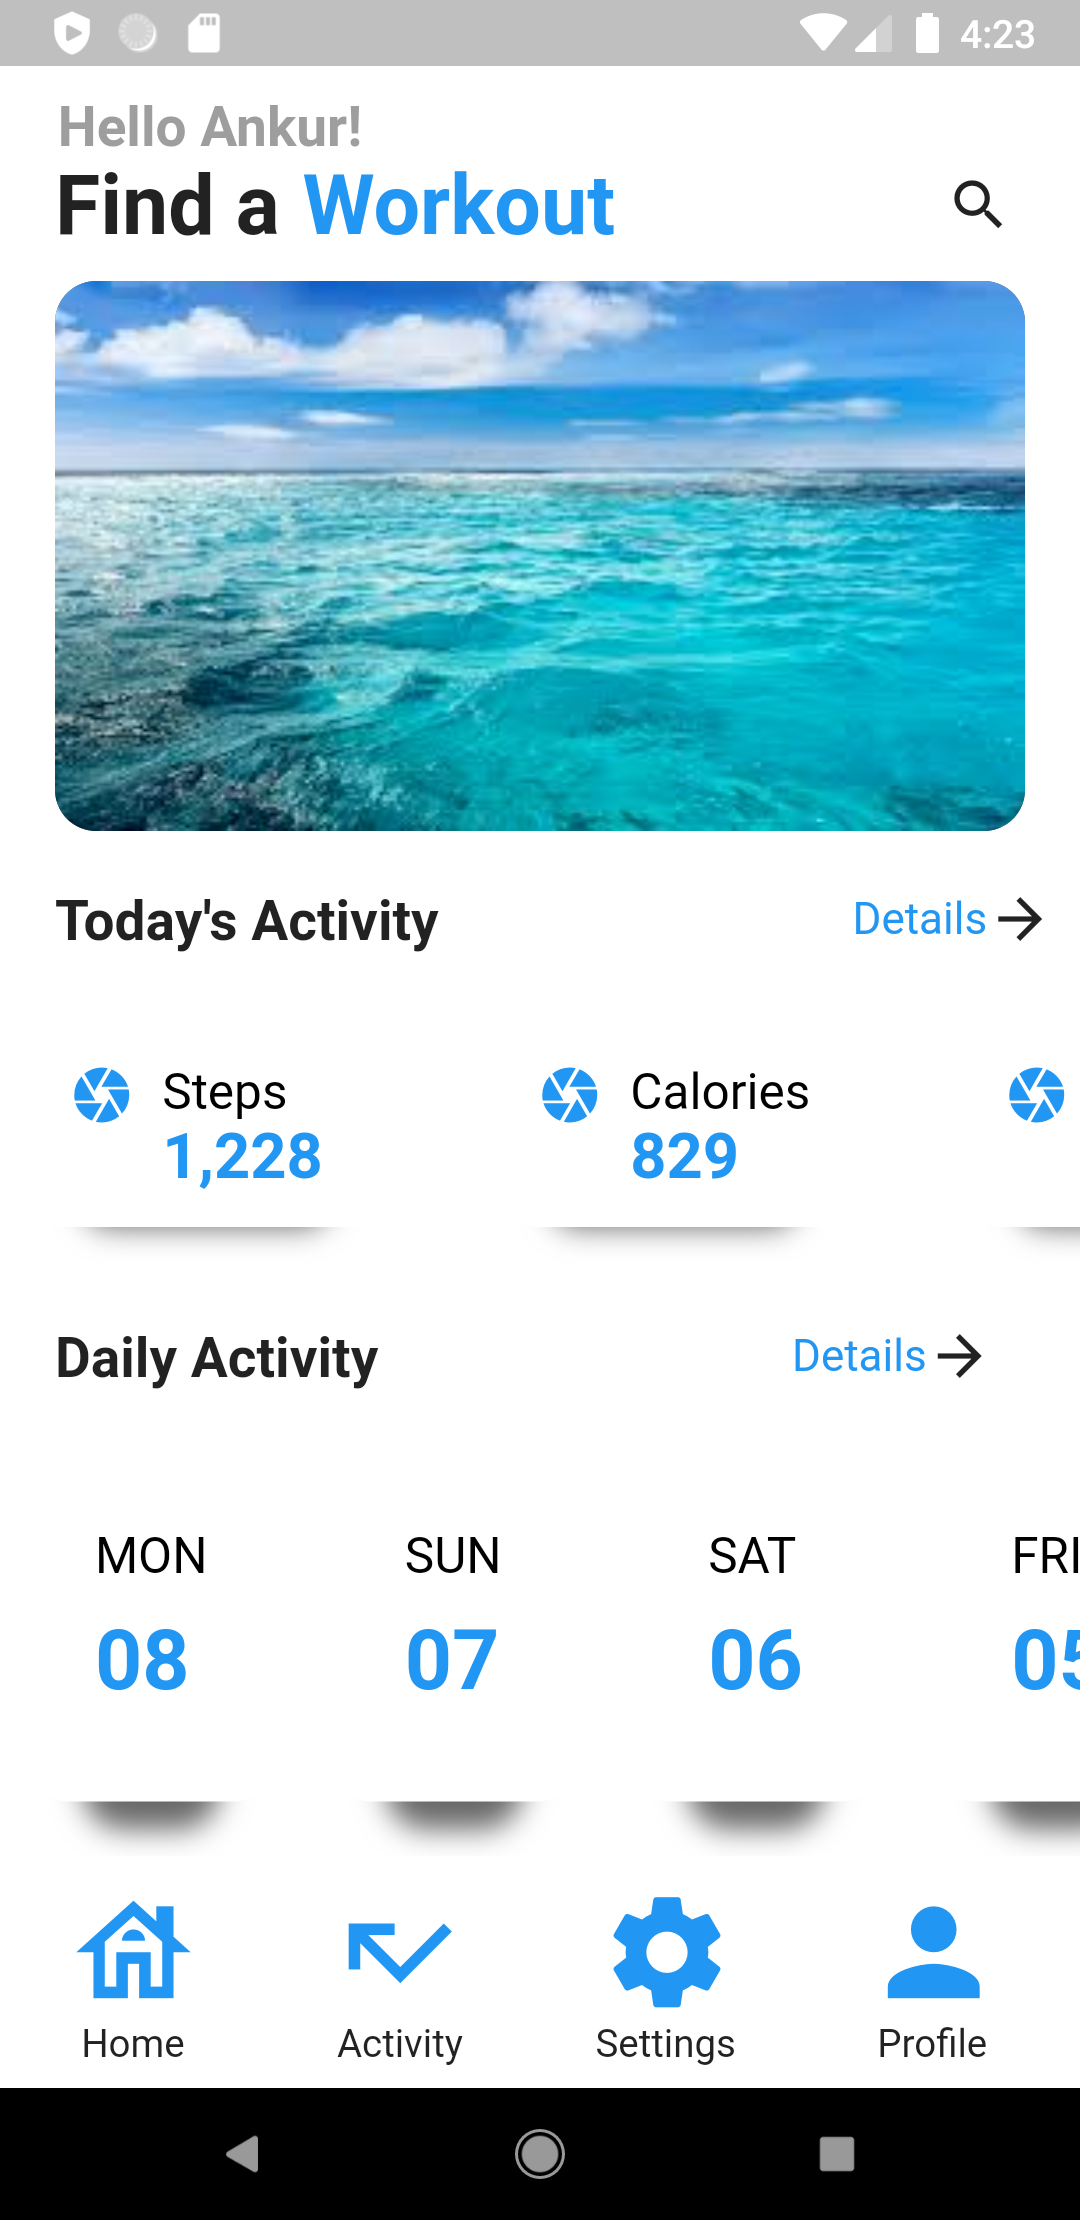 4:23
Hello Ankur!
Find a Workout
Today's Activity
Details
Steps
Calories
1,228
829
Daily Activity
Details
MON
SUN
SAT
FRI
08
07
06
05
Home
Activity
Settings
Profile